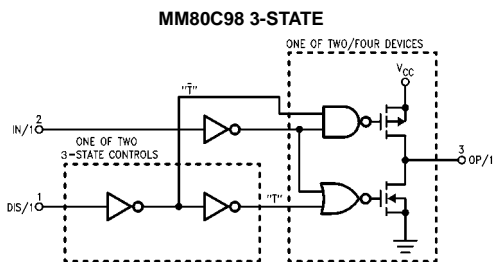 MM80C98 3-STATE
ONE OF TWO/FOUR DEVICES
VCC
"T̄"
2
IN/1
ONE OF TWO
3-STATE CONTROLS
3
OP/1
1
DIS/1
"T"